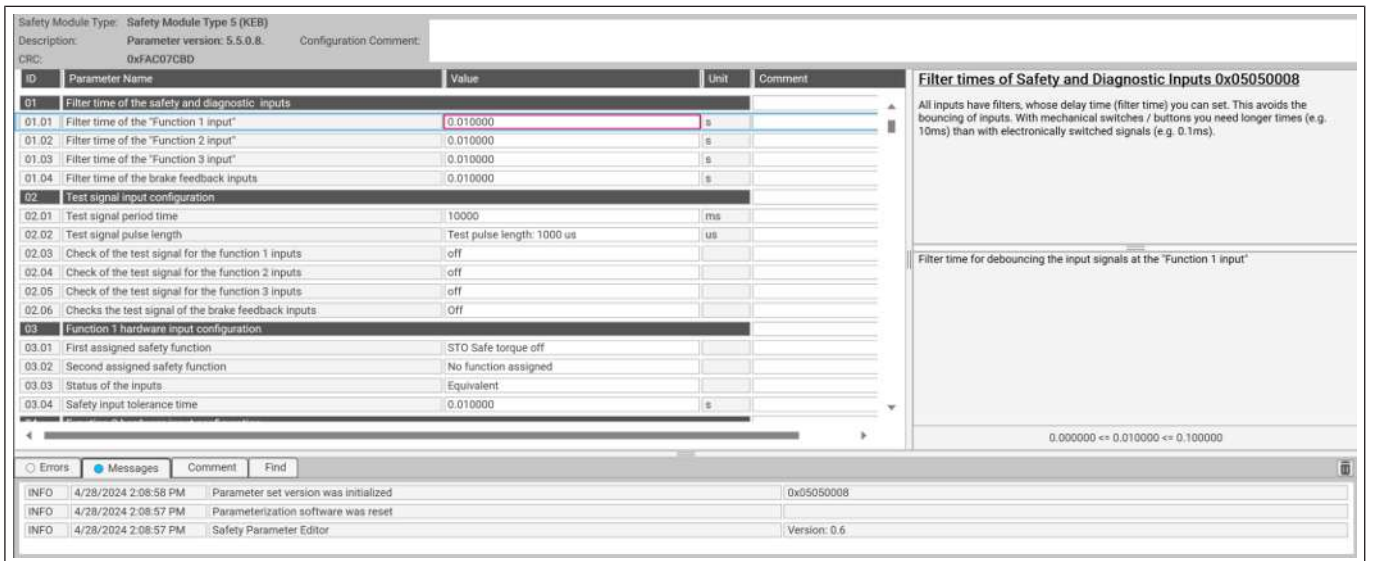 Safety Module Type: Safety Module Type 5 (KEB)
Description: Parameter version: 5.5.0.8. Configuration Comment:
CRC: 0xFAC07CBD
ID Parameter Name Value Unit Comment
01 Filter time of the safety and diagnostic inputs
01.01 Filter time of the "Function 1 input" 0.010000 s
01.02 Filter time of the "Function 2 input" 0.010000 s
01.03 Filter time of the "Function 3 input" 0.010000 s
01.04 Filter time of the brake feedback inputs 0.010000 s
02 Test signal input configuration
02.01 Test signal period time 10000 ms
02.02 Test signal pulse length Test pulse length: 1000 us us
02.03 Check of the test signal for the function 1 inputs off
02.04 Check of the test signal for the function 2 inputs off
02.05 Check of the test signal for the function 3 inputs off
02.06 Checks the test signal of the brake feedback inputs Off
03 Function 1 hardware input configuration
03.01 First assigned safety function STO Safe torque off
03.02 Second assigned safety function No function assigned
03.03 Status of the inputs Equivalent
03.04 Safety input tolerance time 0.010000 s
Filter times of Safety and Diagnostic Inputs 0x05050008
All inputs have filters, whose delay time (filter time) you can set. This avoids the
bouncing of inputs. With mechanical switches / buttons you need longer times (e.g.
10ms) than with electronically switched signals (e.g. 0.1ms).
Filter time for debouncing the input signals at the "Function 1 input"
0.000000 <= 0.010000 <= 0.100000
Errors Messages Comment Find
INFO 4/28/2024 2:08:58 PM Parameter set version was initialized 0x05050008
INFO 4/28/2024 2:08:57 PM Parameterization software was reset
INFO 4/28/2024 2:08:57 PM Safety Parameter Editor Version: 0.6